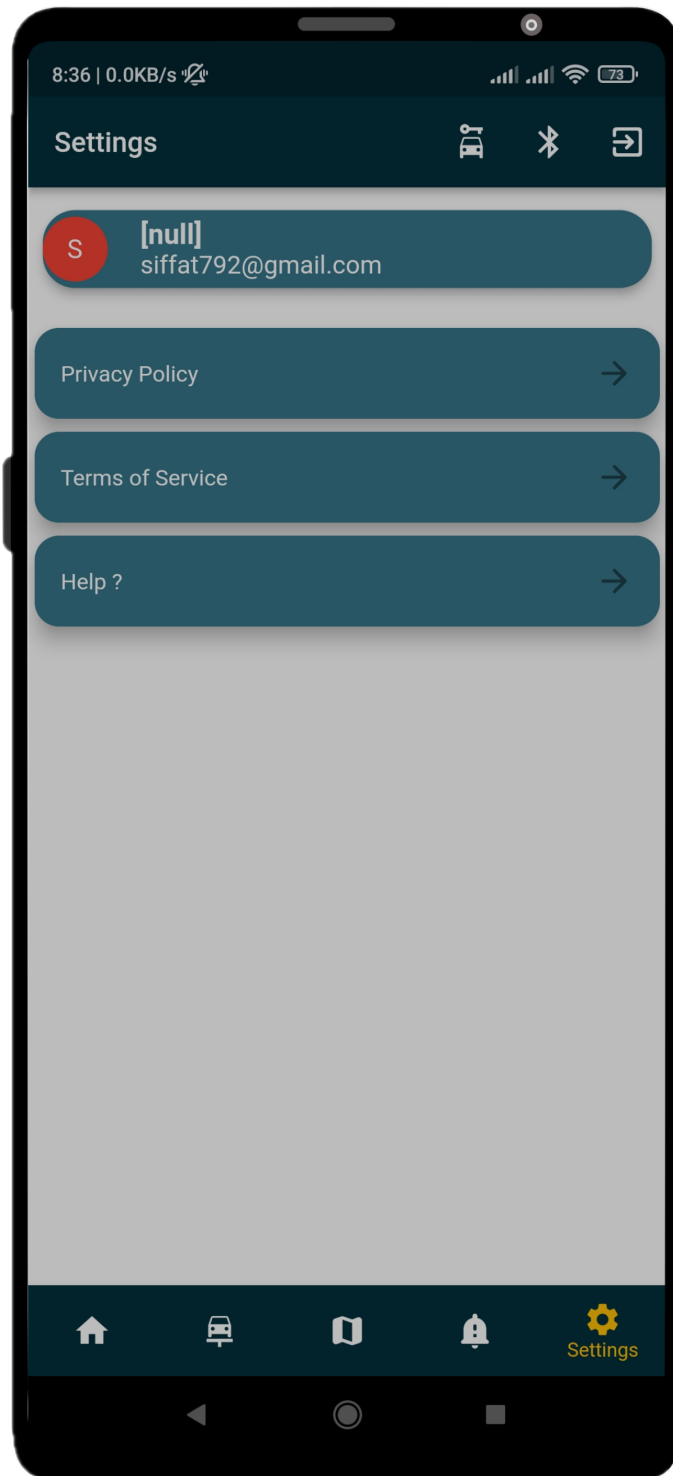 8:36 | 0.0KB/s
73
Settings
S
[null]
siffat792@gmail.com
Privacy Policy
Terms of Service
Help ?
Settings